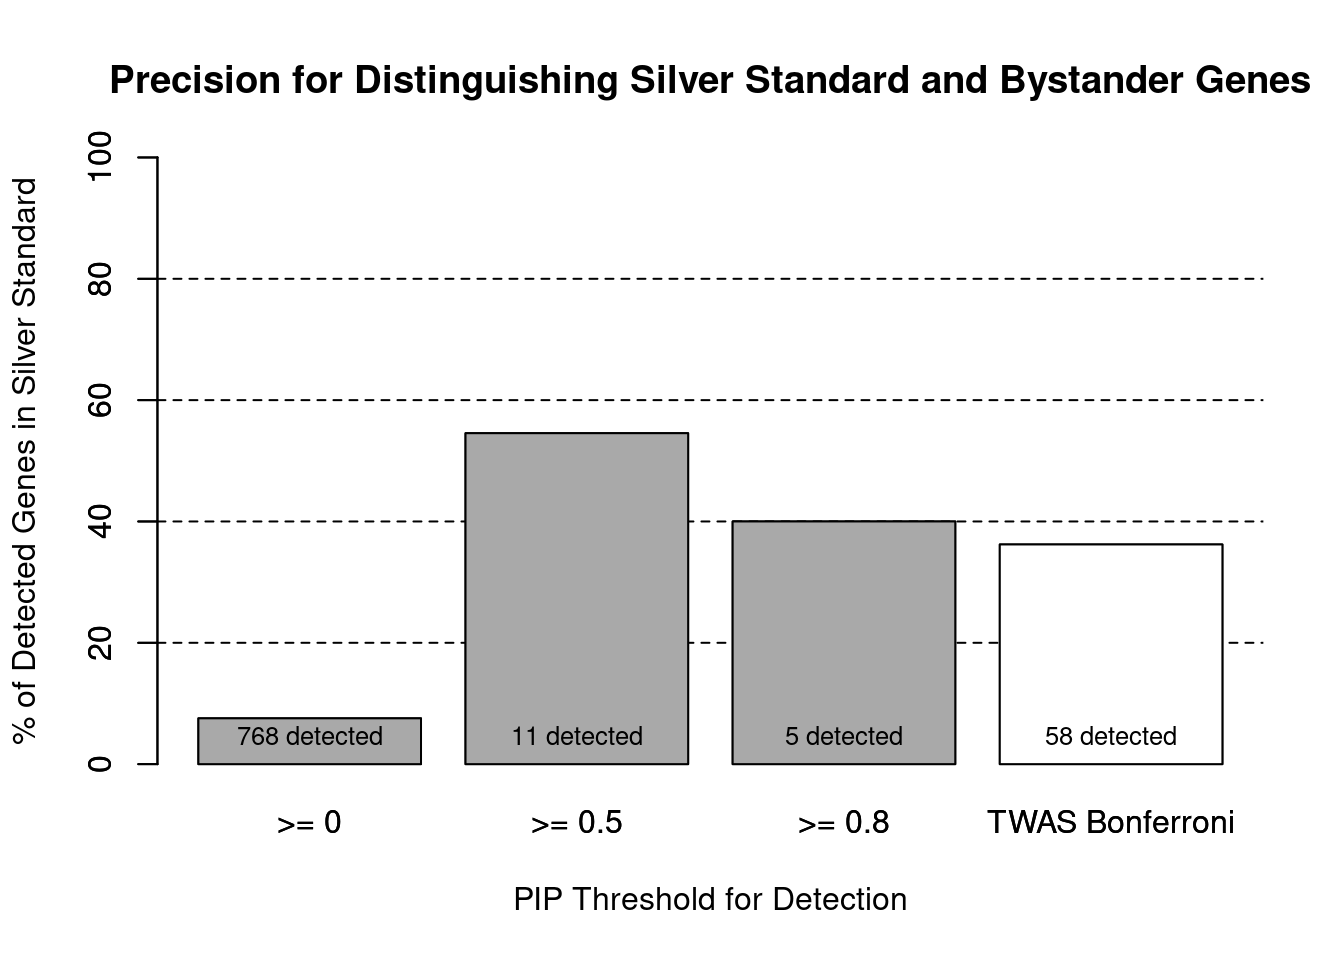 Precision for Distinguishing Silver Standard and Bystander Genes
% of Detected Genes in Silver Standard
100
80
60
40
20
0
768 detected
11 detected
5 detected
58 detected
>= 0
>= 0.5
>= 0.8
TWAS Bonferroni
PIP Threshold for Detection